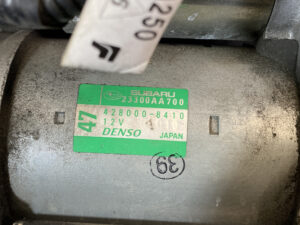 250
F
SUBARU
23300AA700
47
428000-8410
12V
DENSO JAPAN
39